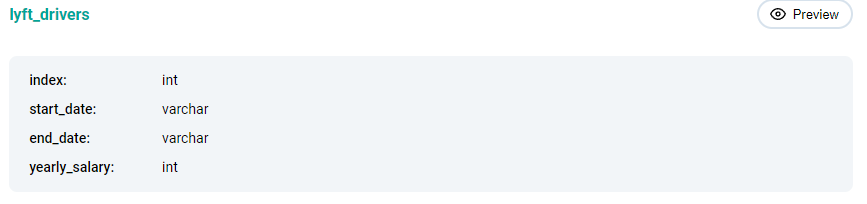 lyft_drivers
Preview
index: int
start_date: varchar
end_date: varchar
yearly_salary: int